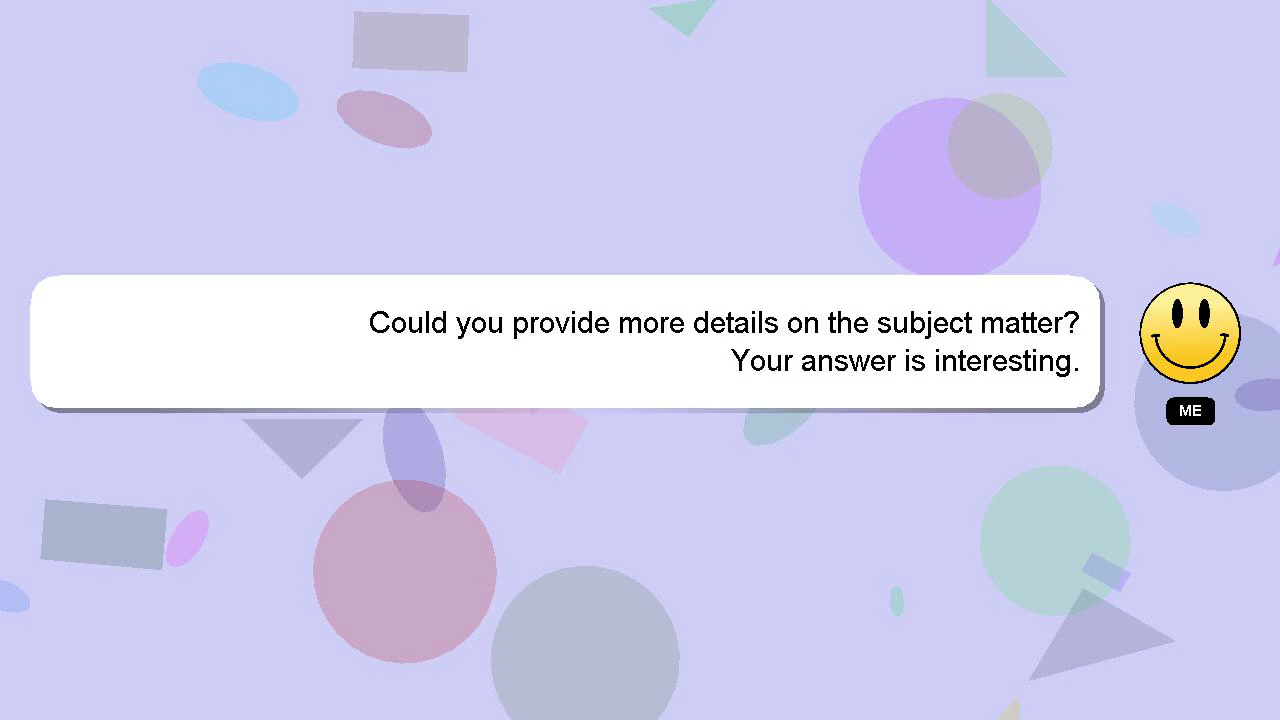 Could you provide more details on the subject matter?
Your answer is interesting.
ME